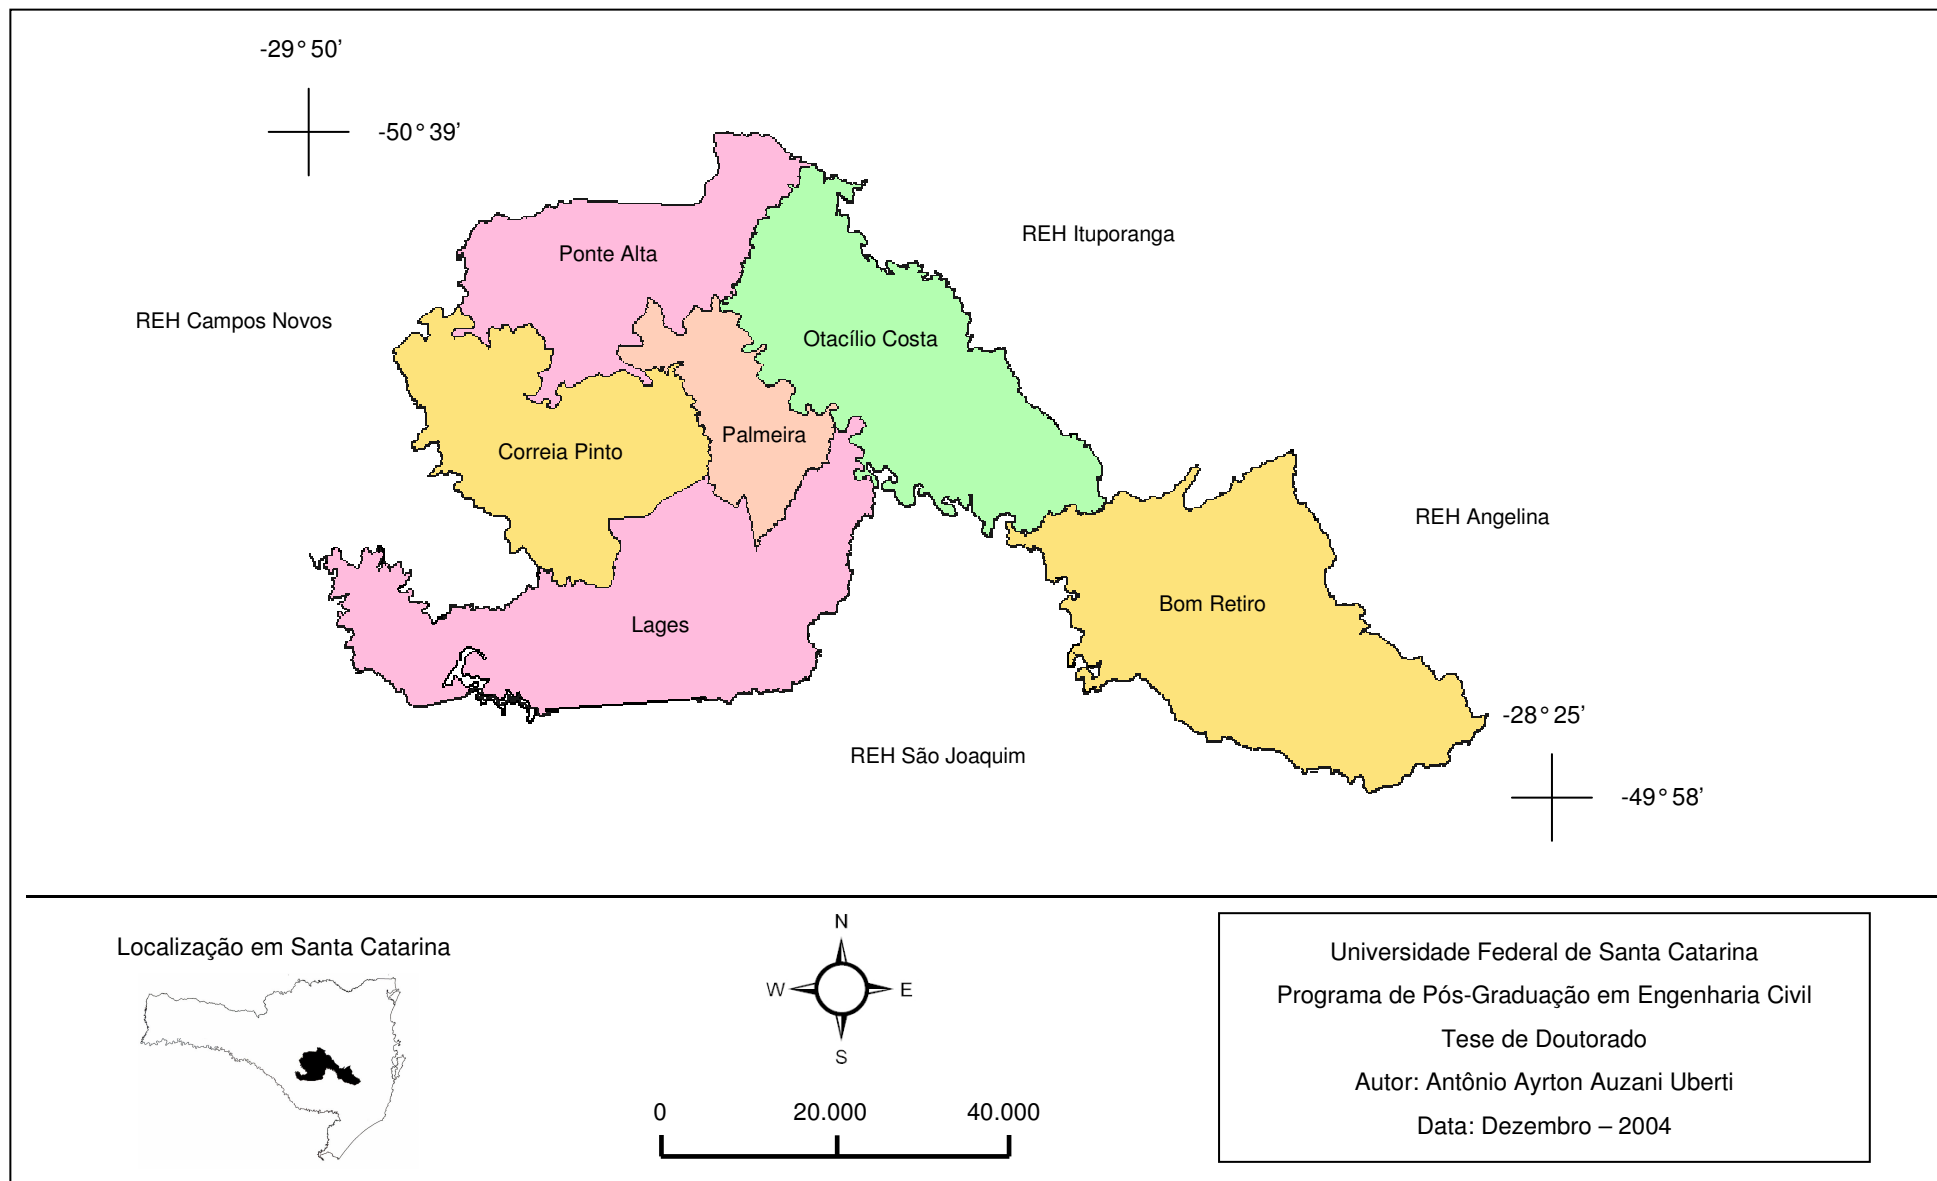 -29° 50’
-50° 39’
REH Ituporanga
Ponte Alta
REH Campos Novos
Otacílio Costa
Palmeira
Correia Pinto
REH Angelina
Bom Retiro
Lages
-28° 25’
REH São Joaquim
-49° 58’
Localização em Santa Catarina
N
W
E
S
0 20.000 40.000
Universidade Federal de Santa Catarina
Programa de Pós-Graduação em Engenharia Civil
Tese de Doutorado
Autor: Antônio Ayrton Auzani Uberti
Data: Dezembro – 2004